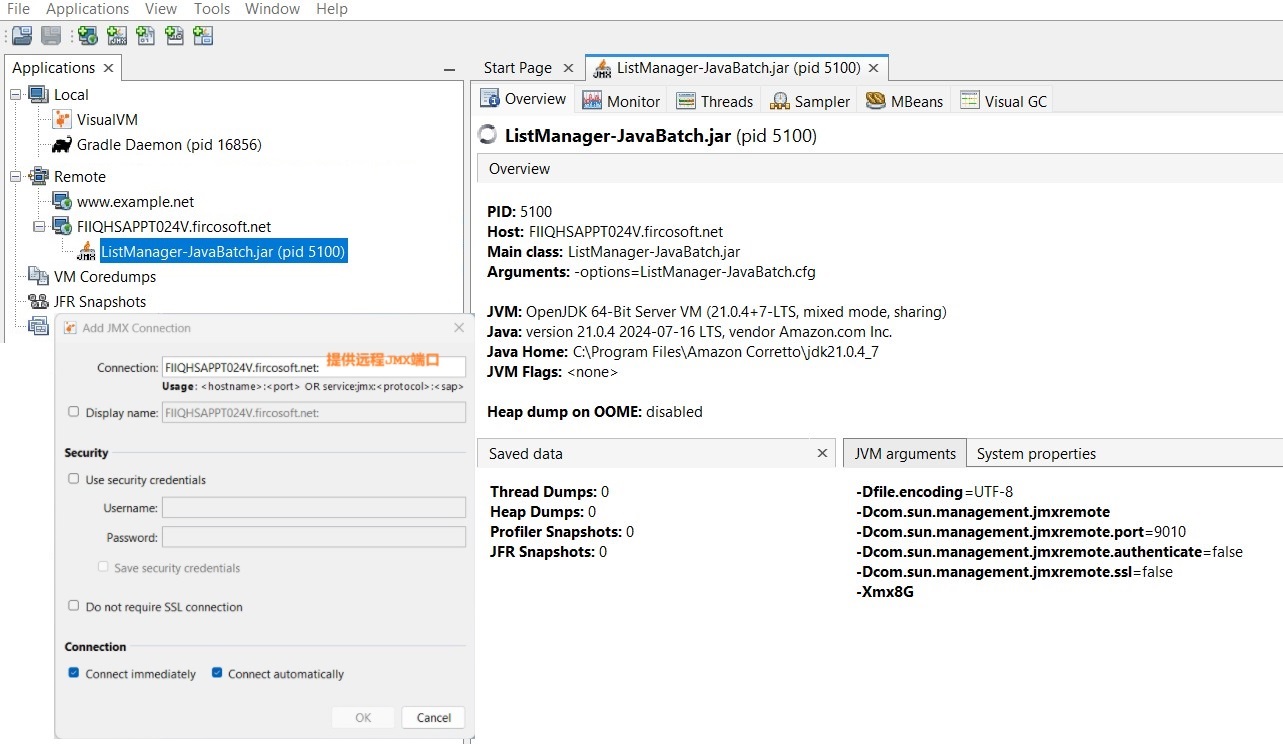 File Applications View Tools Window Help
Applications
Local
VisualVM
Gradle Daemon (pid 16856)
Remote
www.example.net
FIIQHSAPPT024V.fircosoft.net
ListManager-JavaBatch.jar (pid 5100)
VM Coredumps
JFR Snapshots
Start Page
ListManager-JavaBatch.jar (pid 5100)
Overview Monitor Threads Sampler MBeans Visual GC
ListManager-JavaBatch.jar (pid 5100)
Overview
PID: 5100
Host: FIIQHSAPPT024V.fircosoft.net
Main class: ListManager-JavaBatch.jar
Arguments: -options=ListManager-JavaBatch.cfg
JVM: OpenJDK 64-Bit Server VM (21.0.4+7-LTS, mixed mode, sharing)
Java: version 21.0.4 2024-07-16 LTS, vendor Amazon.com Inc.
Java Home: C:\Program Files\Amazon Corretto\jdk21.0.4_7
JVM Flags: <none>
Heap dump on OOME: disabled
Saved data
Thread Dumps: 0
Heap Dumps: 0
Profiler Snapshots: 0
JFR Snapshots: 0
JVM arguments System properties
-Dfile.encoding=UTF-8
-Dcom.sun.management.jmxremote
-Dcom.sun.management.jmxremote.port=9010
-Dcom.sun.management.jmxremote.authenticate=false
-Dcom.sun.management.jmxremote.ssl=false
-Xmx8G
Add JMX Connection
Connection: FIIQHSAPPT024V.fircosoft.net: 提供远程JMX端口
Usage: <hostname>:<port> OR service:jmx:<protocol>:<sap>
Display name: FIIQHSAPPT024V.fircosoft.net:
Security
Use security credentials
Username:
Password:
Save security credentials
Do not require SSL connection
Connection
Connect immediately Connect automatically
OK Cancel